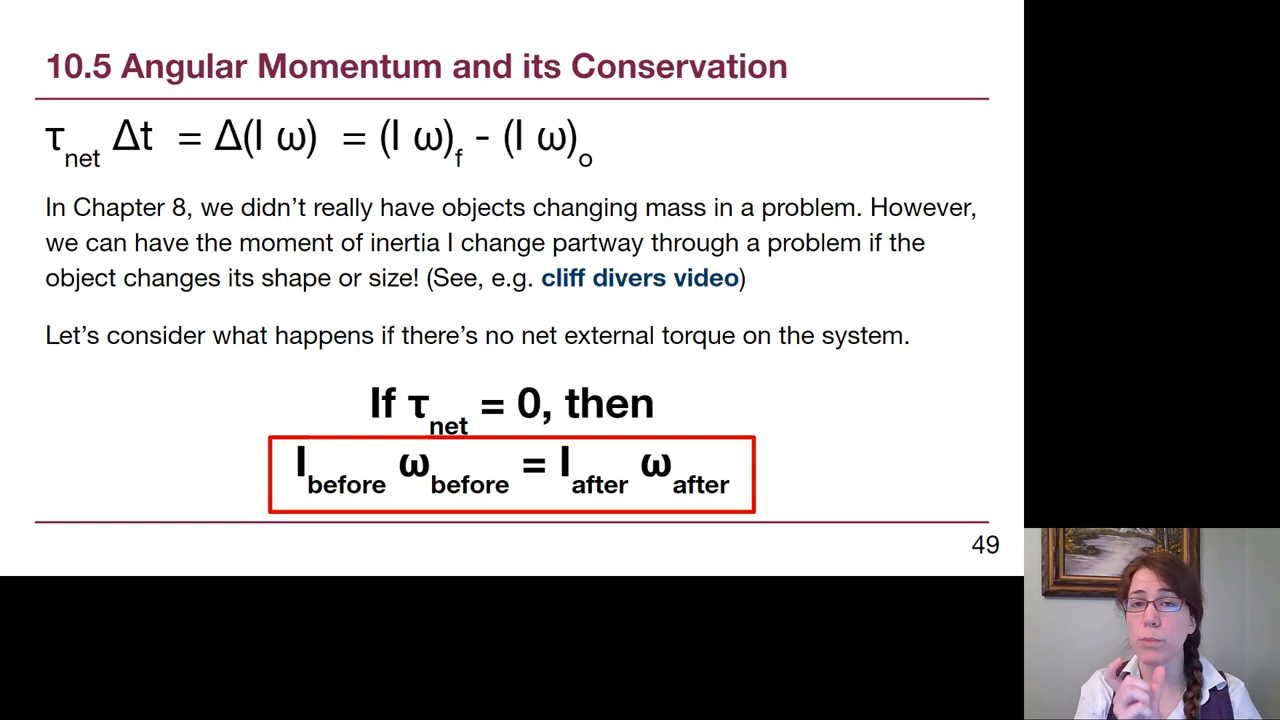 10.5 Angular Momentum and its Conservation
τnet Δt = Δ(I ω) = (I ω)f - (I ω)o
In Chapter 8, we didn’t really have objects changing mass in a problem. However,
we can have the moment of inertia I change partway through a problem if the
object changes its shape or size! (See, e.g. cliff divers video)
Let’s consider what happens if there’s no net external torque on the system.
If τnet = 0, then
Ibefore ωbefore = Iafter ωafter
49